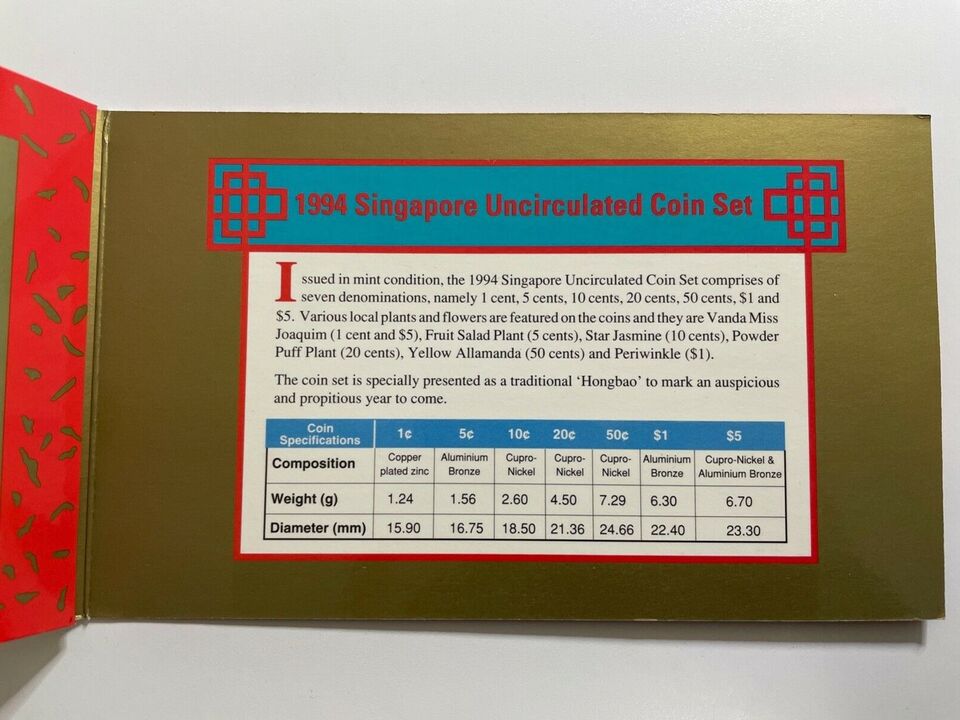 1994 Singapore Uncirculated Coin Set
Issued in mint condition, the 1994 Singapore Uncirculated Coin Set comprises of
seven denominations, namely 1 cent, 5 cents, 10 cents, 20 cents, 50 cents, $1 and
$5. Various local plants and flowers are featured on the coins and they are Vanda Miss
Joaquim (1 cent and $5), Fruit Salad Plant (5 cents), Star Jasmine (10 cents), Powder
Puff Plant (20 cents), Yellow Allamanda (50 cents) and Periwinkle ($1).
The coin set is specially presented as a traditional ‘Hongbao’ to mark an auspicious
and propitious year to come.
Coin Specifications 1¢ 5¢ 10¢ 20¢ 50¢ $1 $5
Composition Copper plated zinc Aluminium Bronze Cupro-Nickel Cupro-Nickel Cupro-Nickel Aluminium Bronze Cupro-Nickel & Aluminium Bronze
Weight (g) 1.24 1.56 2.60 4.50 7.29 6.30 6.70
Diameter (mm) 15.90 16.75 18.50 21.36 24.66 22.40 23.30